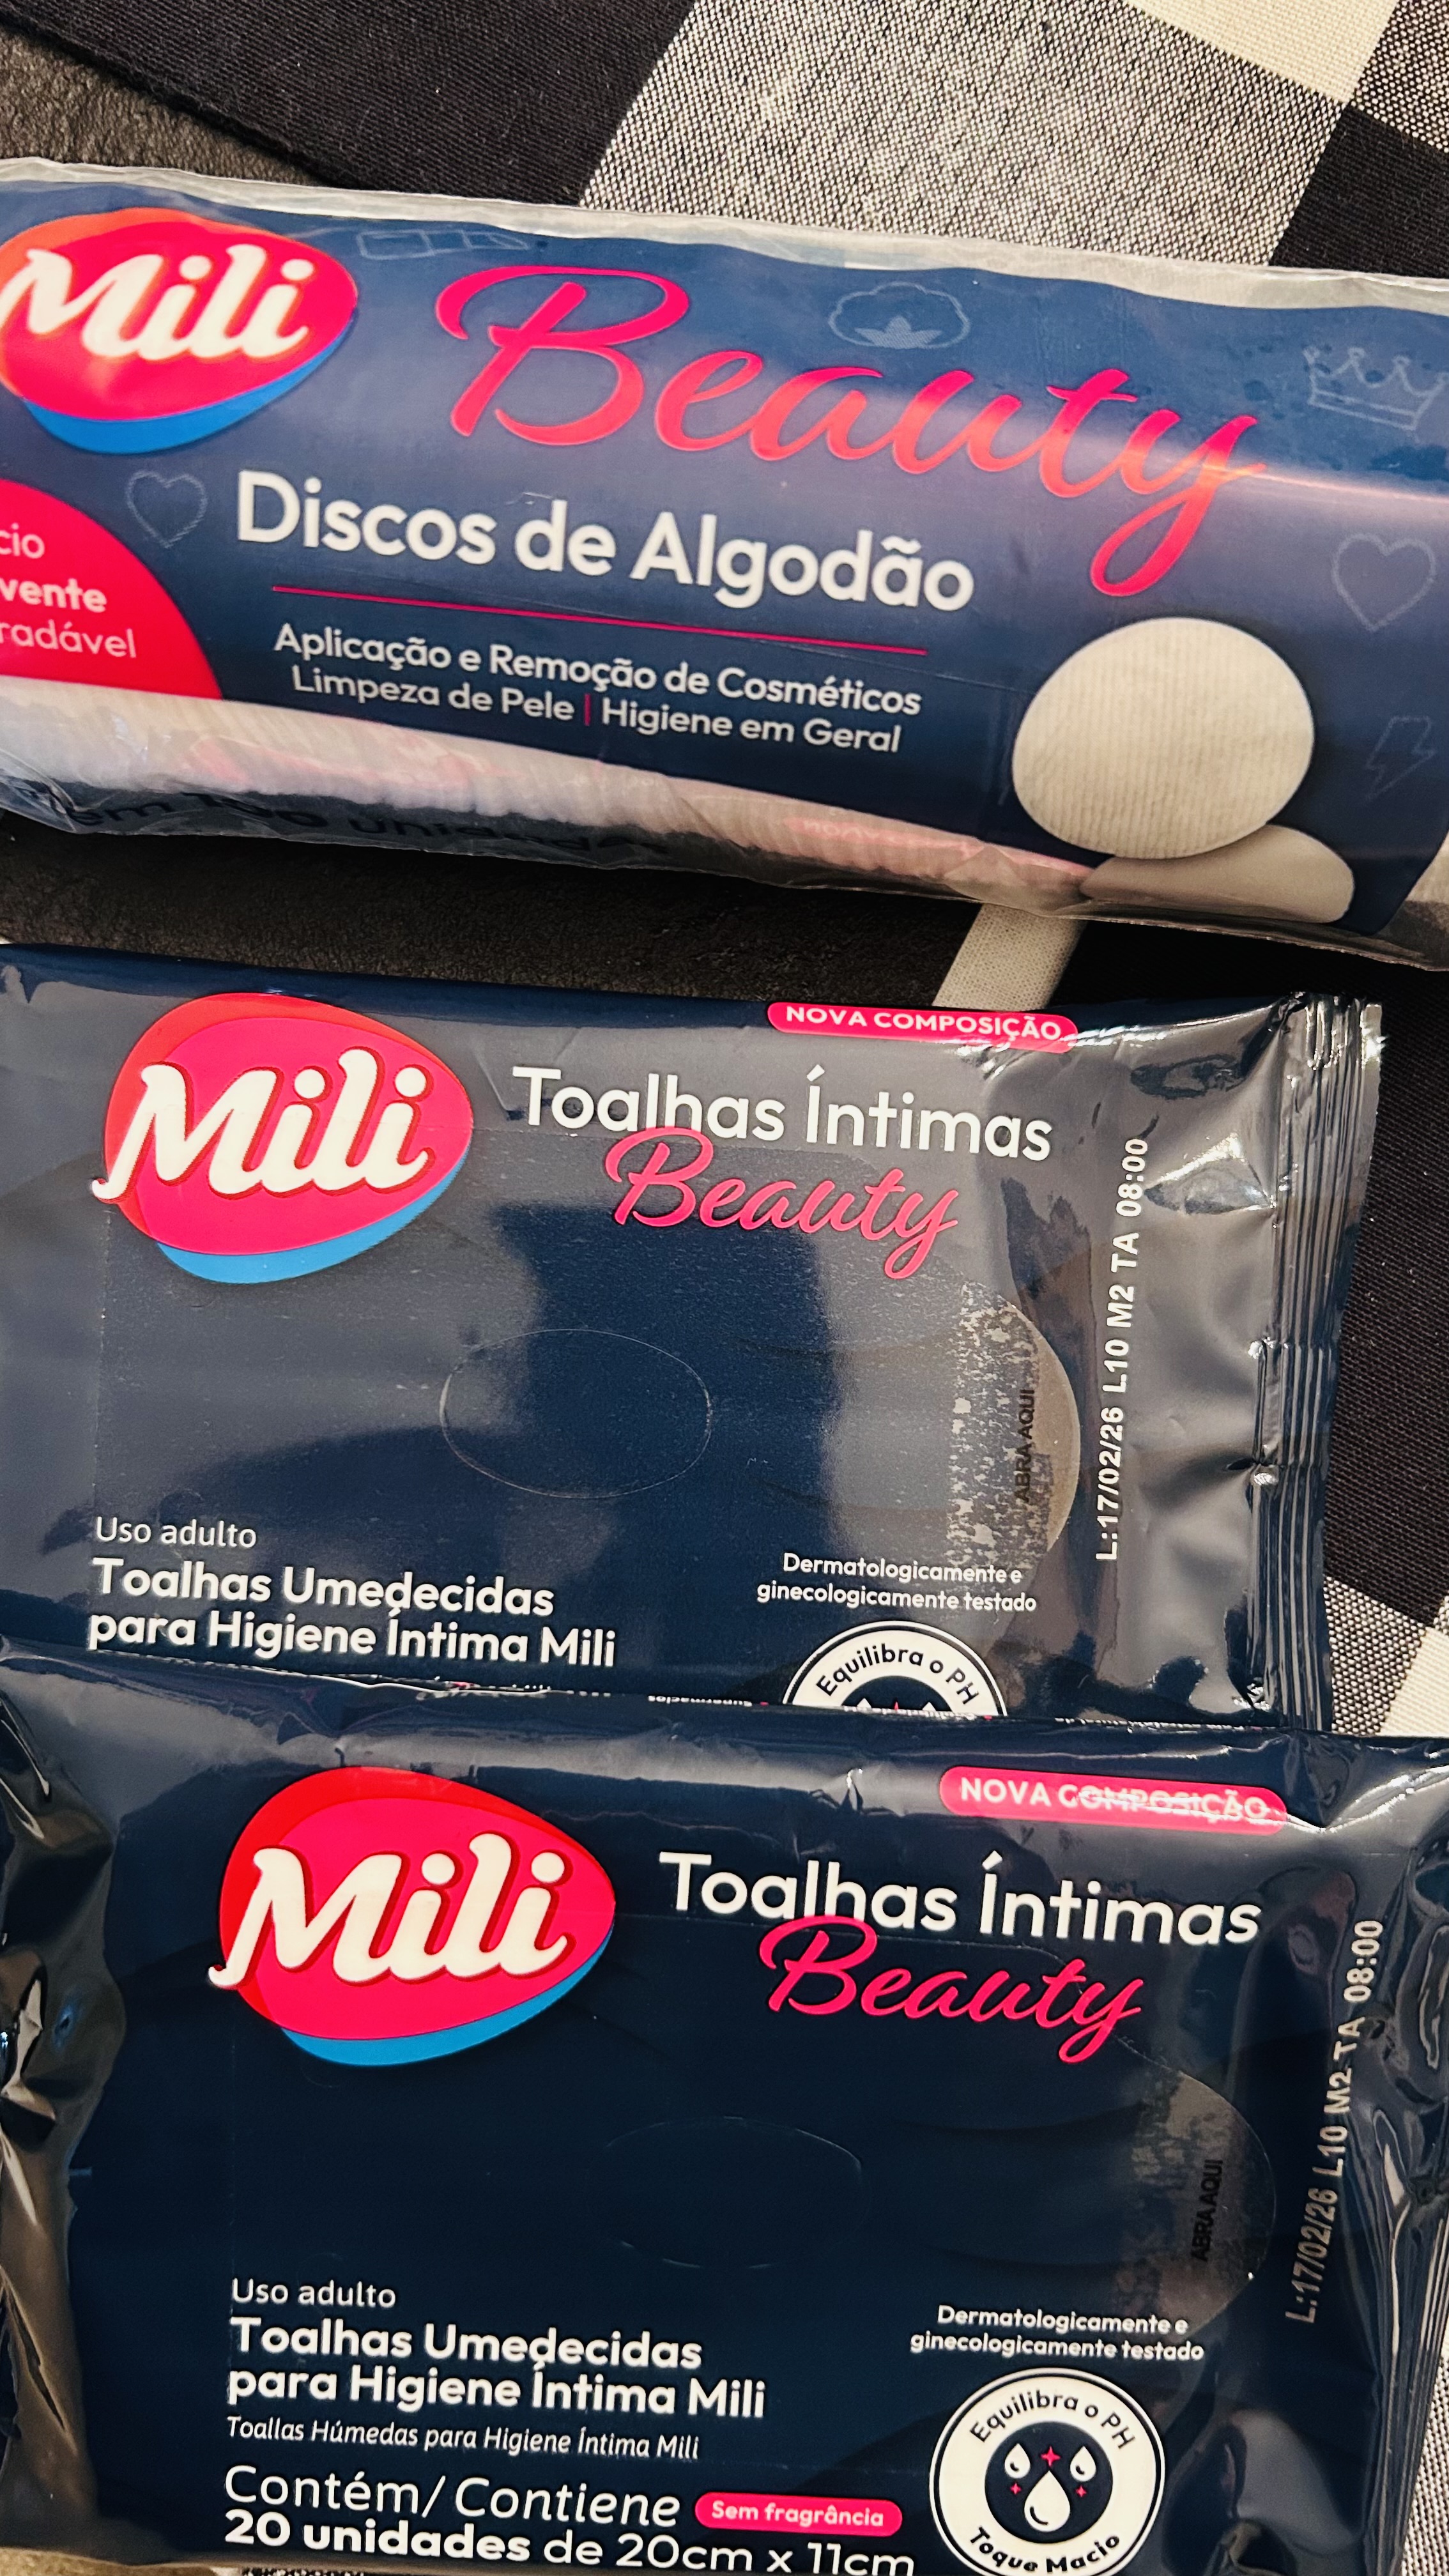 Mili
Beauty
Discos de Algodão
Aplicação e Remoção de Cosméticos
Limpeza de Pele | Higiene em Geral
unidades
NOVA COMPOSIÇÃO
Mili
Toalhas Íntimas
Beauty
L:17/02/26 L10 M2 TA 08:00
ABRA AQUI
Uso adulto
Toalhas Umedecidas
para Higiene Íntima Mili
Dermatologicamente e
ginecologicamente testado
Equilibra o PH
NOVA COMPOSIÇÃO
Mili
Toalhas Íntimas
Beauty
L:17/02/26 L10 M2 TA 08:00
ABRA AQUI
Uso adulto
Toalhas Umedecidas
para Higiene Íntima Mili
Toallas Húmedas para Higiene Íntima Mili
Contém/Contiene
Sem fragrância
20 unidades de 20cm x 11cm
Dermatologicamente e
ginecologicamente testado
Equilibra o PH
Toque Macio